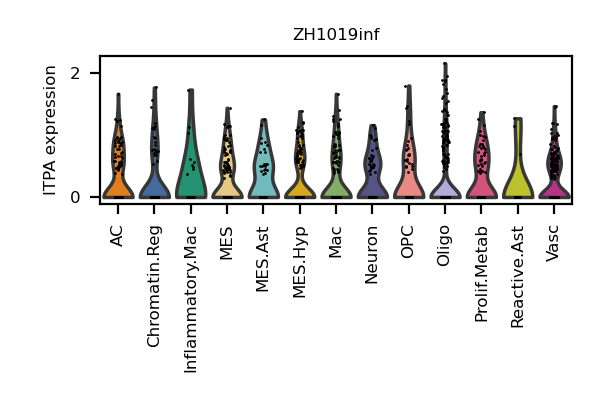 ZH1019inf
ITPA expression
2
0
AC
Chromatin.Reg
Inflammatory.Mac
MES
MES.Ast
MES.Hyp
Mac
Neuron
OPC
Oligo
Prolif.Metab
Reactive.Ast
Vasc